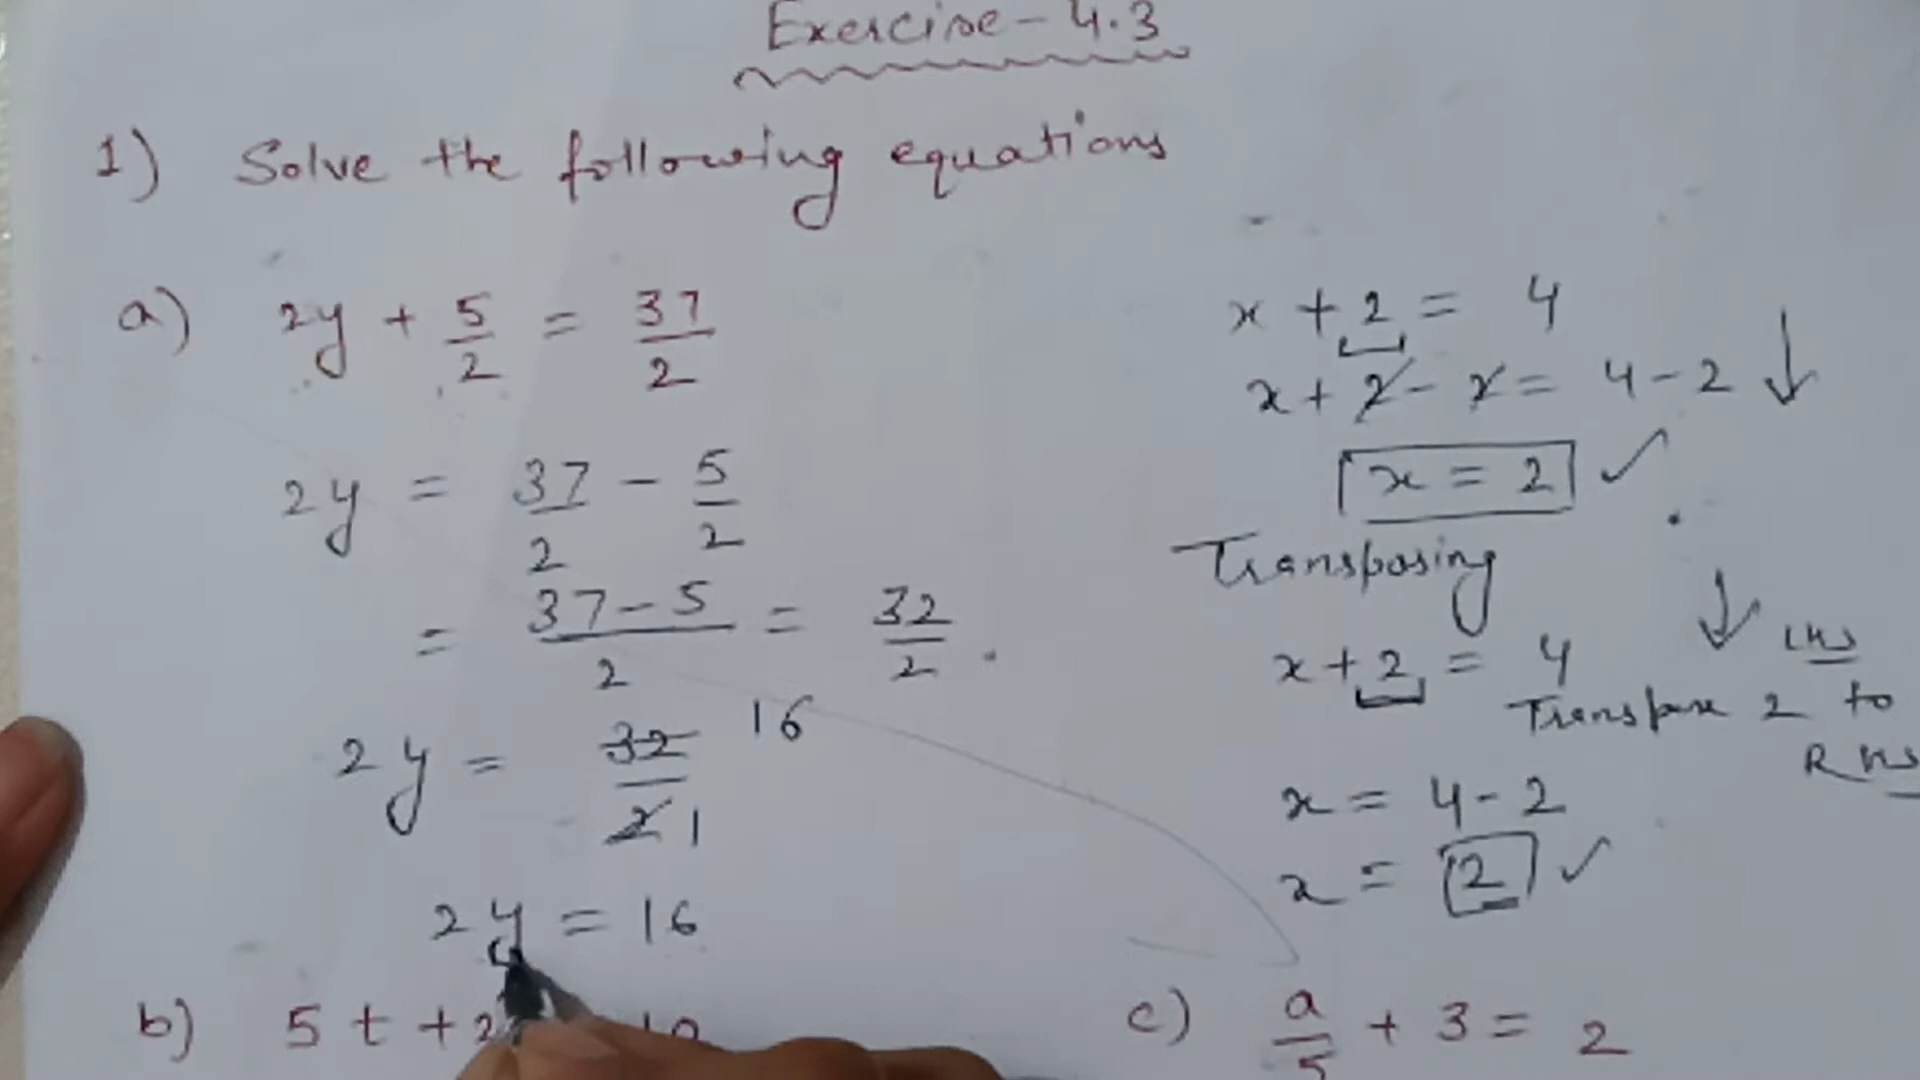 Exercise - 4.3
1) Solve the following equations
a) 2y + 5/2 = 37/2
2y = 37/2 - 5/2
= 37-5/2 = 32/2
2y = 32/2 16 1
2y = 16
x + 2 = 4
x + 2 - 2 = 4 - 2
x = 2 ✓
Transposing
x + 2 = 4
LHS
Transpose 2 to
RHS
x = 4 - 2
x = 2 ✓
b) 5t + 2
c) a/5 + 3 = 2